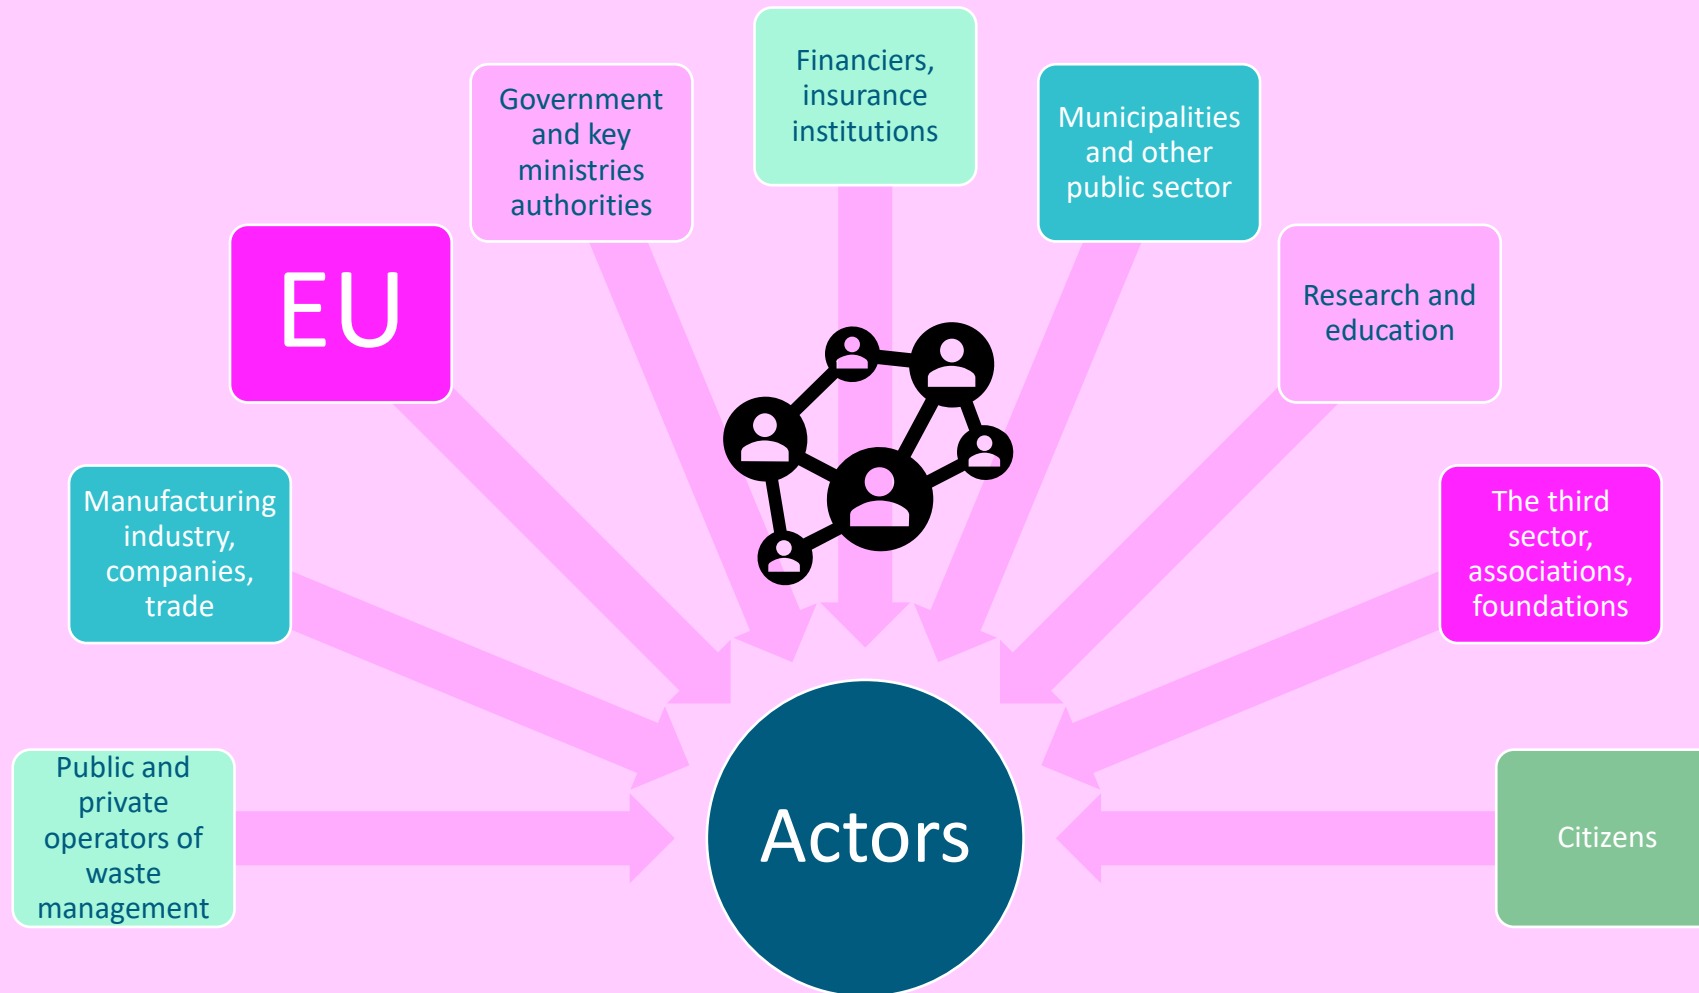 Financiers,
insurance
institutions
Government
and key
ministries
authorities
Municipalities
and other
public sector
EU
Research and
education
Manufacturing
industry,
companies,
trade
The third
sector,
associations,
foundations
Public and
private
operators of
waste
management
Actors
Citizens